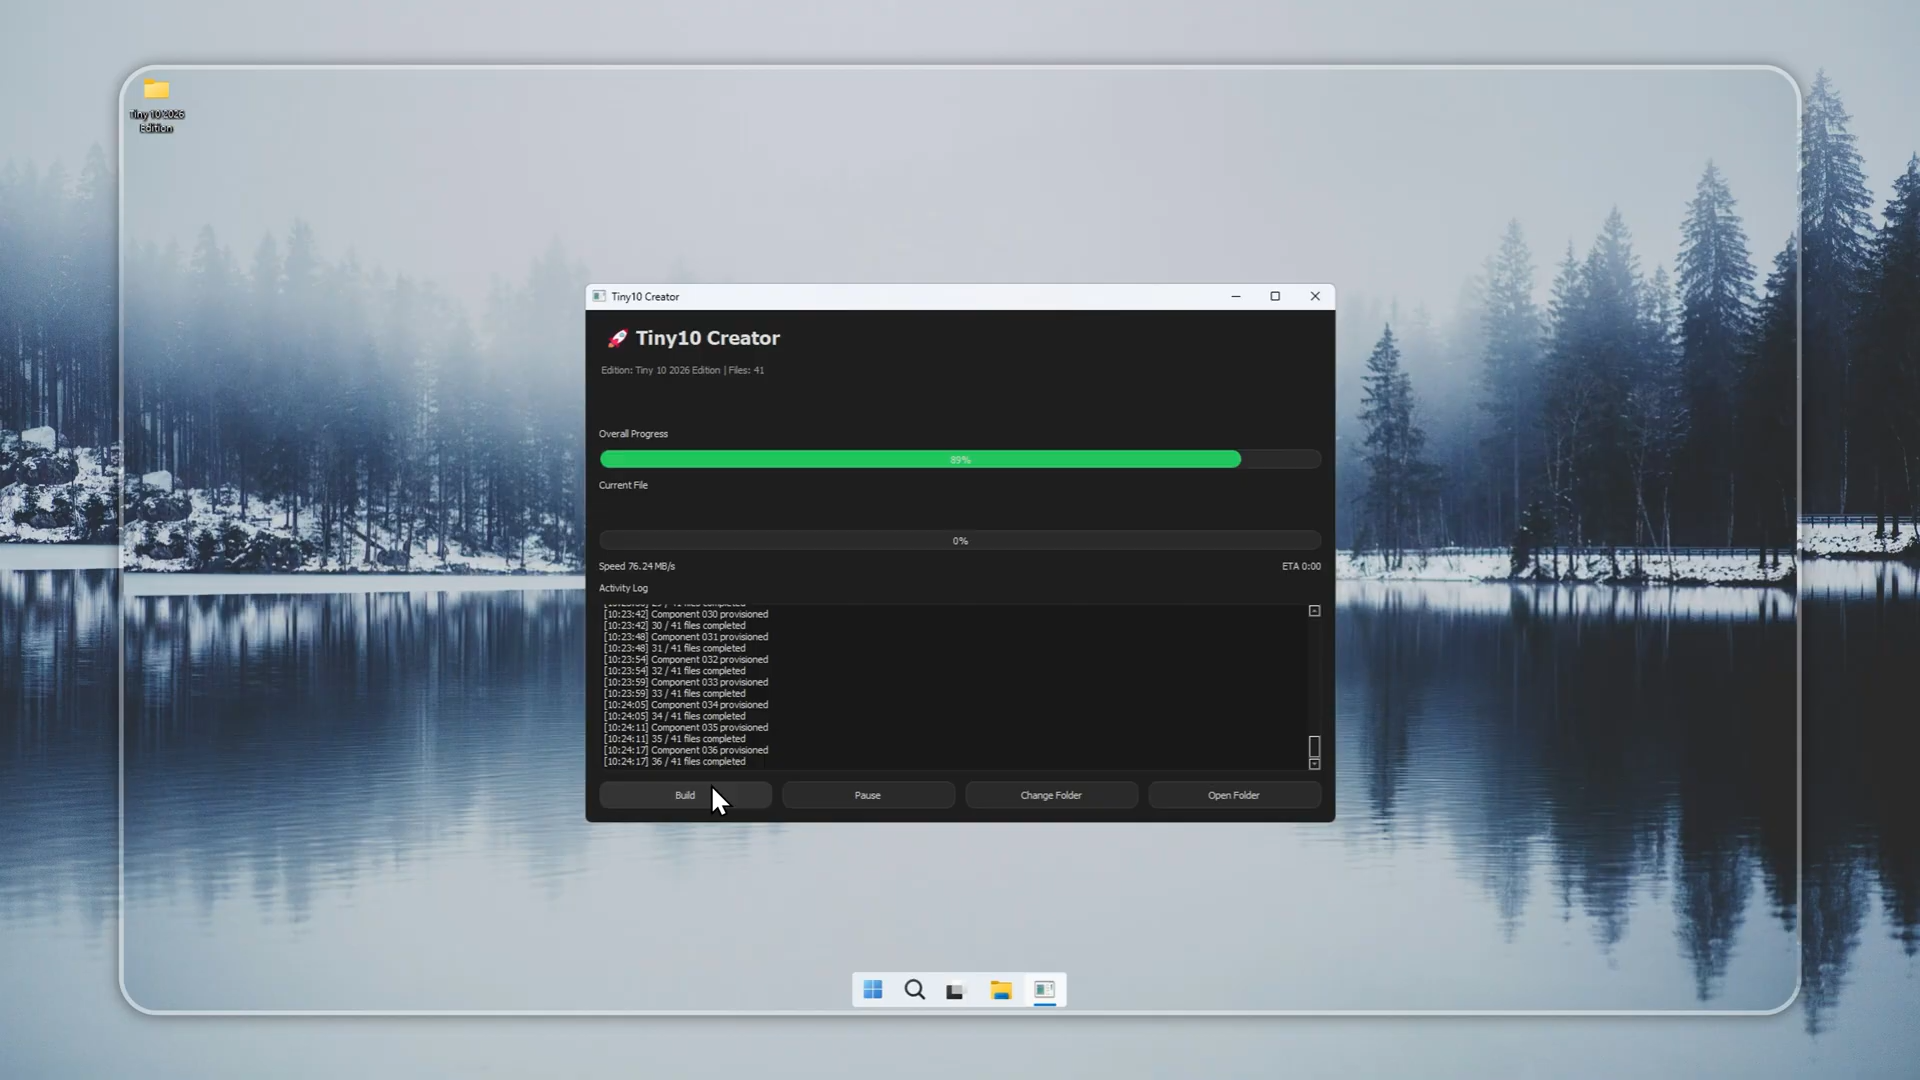 Tiny 10 2026
Edition
Tiny10 Creator
Tiny10 Creator
Edition: Tiny 10 2026 Edition | Files: 41
Overall Progress
89%
Current File
0%
Speed 76.24 MB/s
ETA 0:00
Activity Log
[10:23:42] Component 030 provisioned
[10:23:42] 30 / 41 files completed
[10:23:48] Component 031 provisioned
[10:23:48] 31 / 41 files completed
[10:23:54] Component 032 provisioned
[10:23:54] 32 / 41 files completed
[10:23:59] Component 033 provisioned
[10:23:59] 33 / 41 files completed
[10:24:05] Component 034 provisioned
[10:24:05] 34 / 41 files completed
[10:24:11] Component 035 provisioned
[10:24:11] 35 / 41 files completed
[10:24:17] Component 036 provisioned
[10:24:17] 36 / 41 files completed
Build
Pause
Change Folder
Open Folder